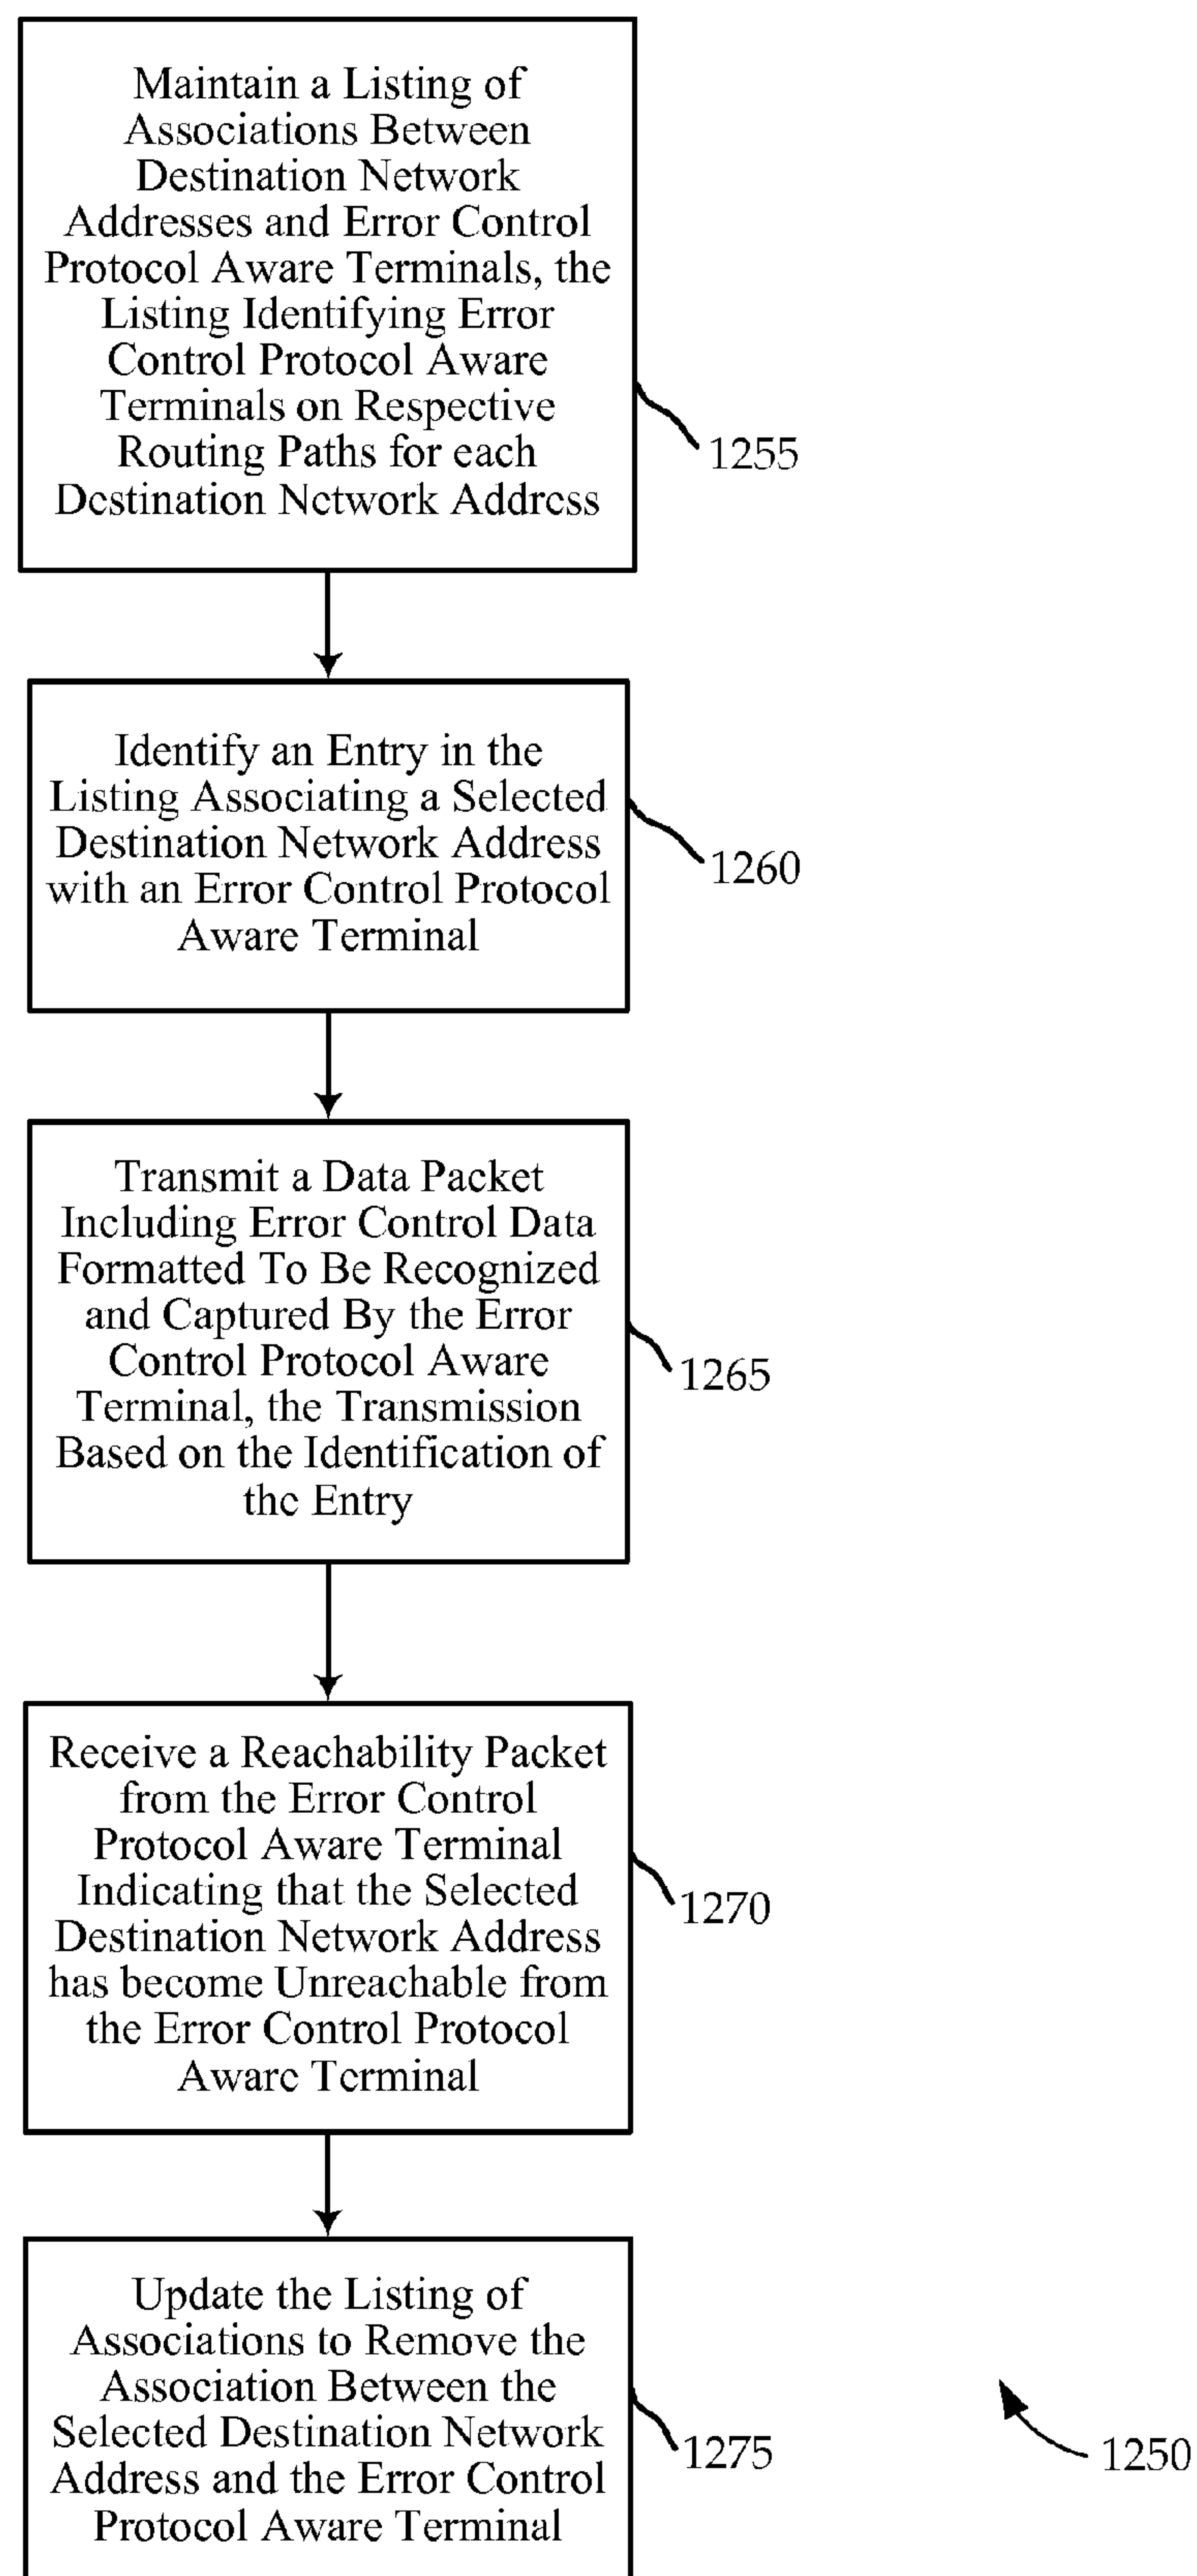 Maintain a Listing of
Associations Between
Destination Network
Addresses and Error Control
Protocol Aware Terminals, the
Listing Identifying Error
Control Protocol Aware
Terminals on Respective
Routing Paths for each
Destination Network Address
1255
Identify an Entry in the
Listing Associating a Selected
Destination Network Address
with an Error Control Protocol
Aware Terminal
1260
Transmit a Data Packet
Including Error Control Data
Formatted To Be Recognized
and Captured By the Error
Control Protocol Aware
Terminal, the Transmission
Based on the Identification of
the Entry
1265
Receive a Reachability Packet
from the Error Control
Protocol Aware Terminal
Indicating that the Selected
Destination Network Address
has become Unreachable from
the Error Control Protocol
Aware Terminal
1270
Update the Listing of
Associations to Remove the
Association Between the
Selected Destination Network
Address and the Error Control
Protocol Aware Terminal
1275
1250